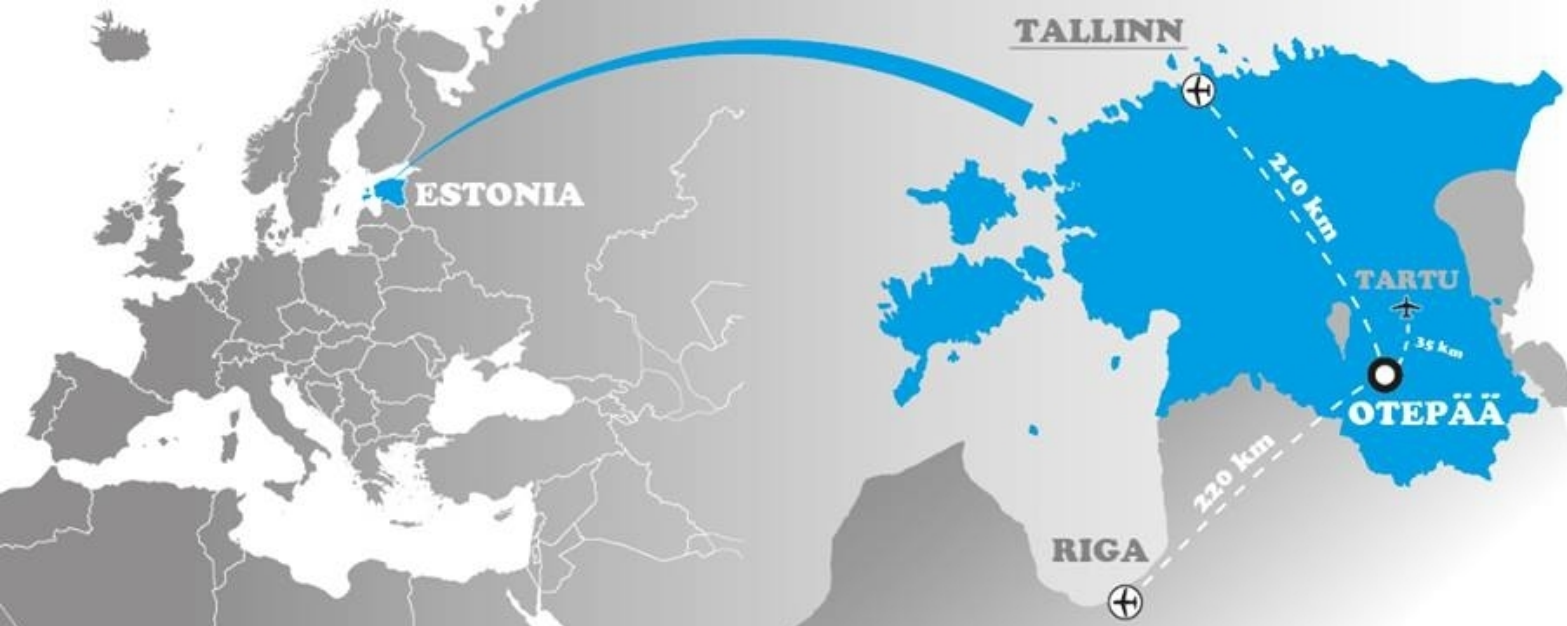 TALLINN
ESTONIA
210 km
TARTU
35 km
OTEPÄÄ
220 km
RIGA